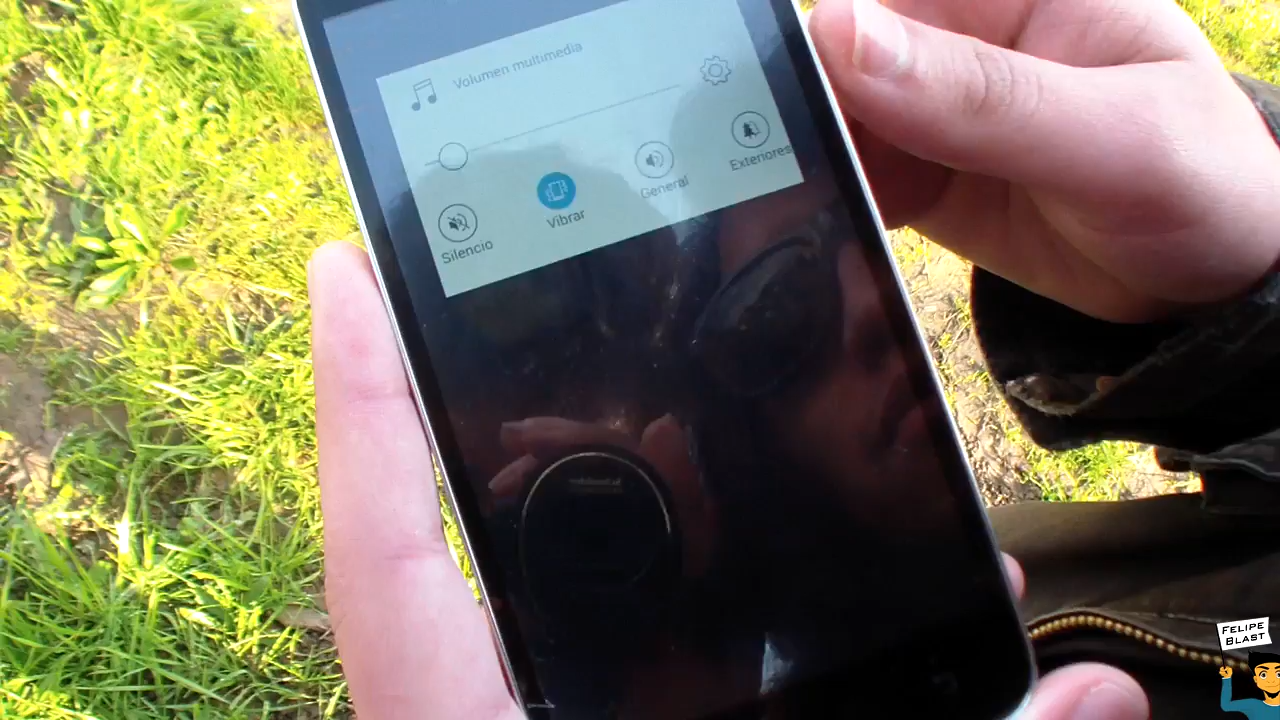 Volumen multimedia
Silencio
Vibrar
General
Exteriores
FELIPE
BLAST